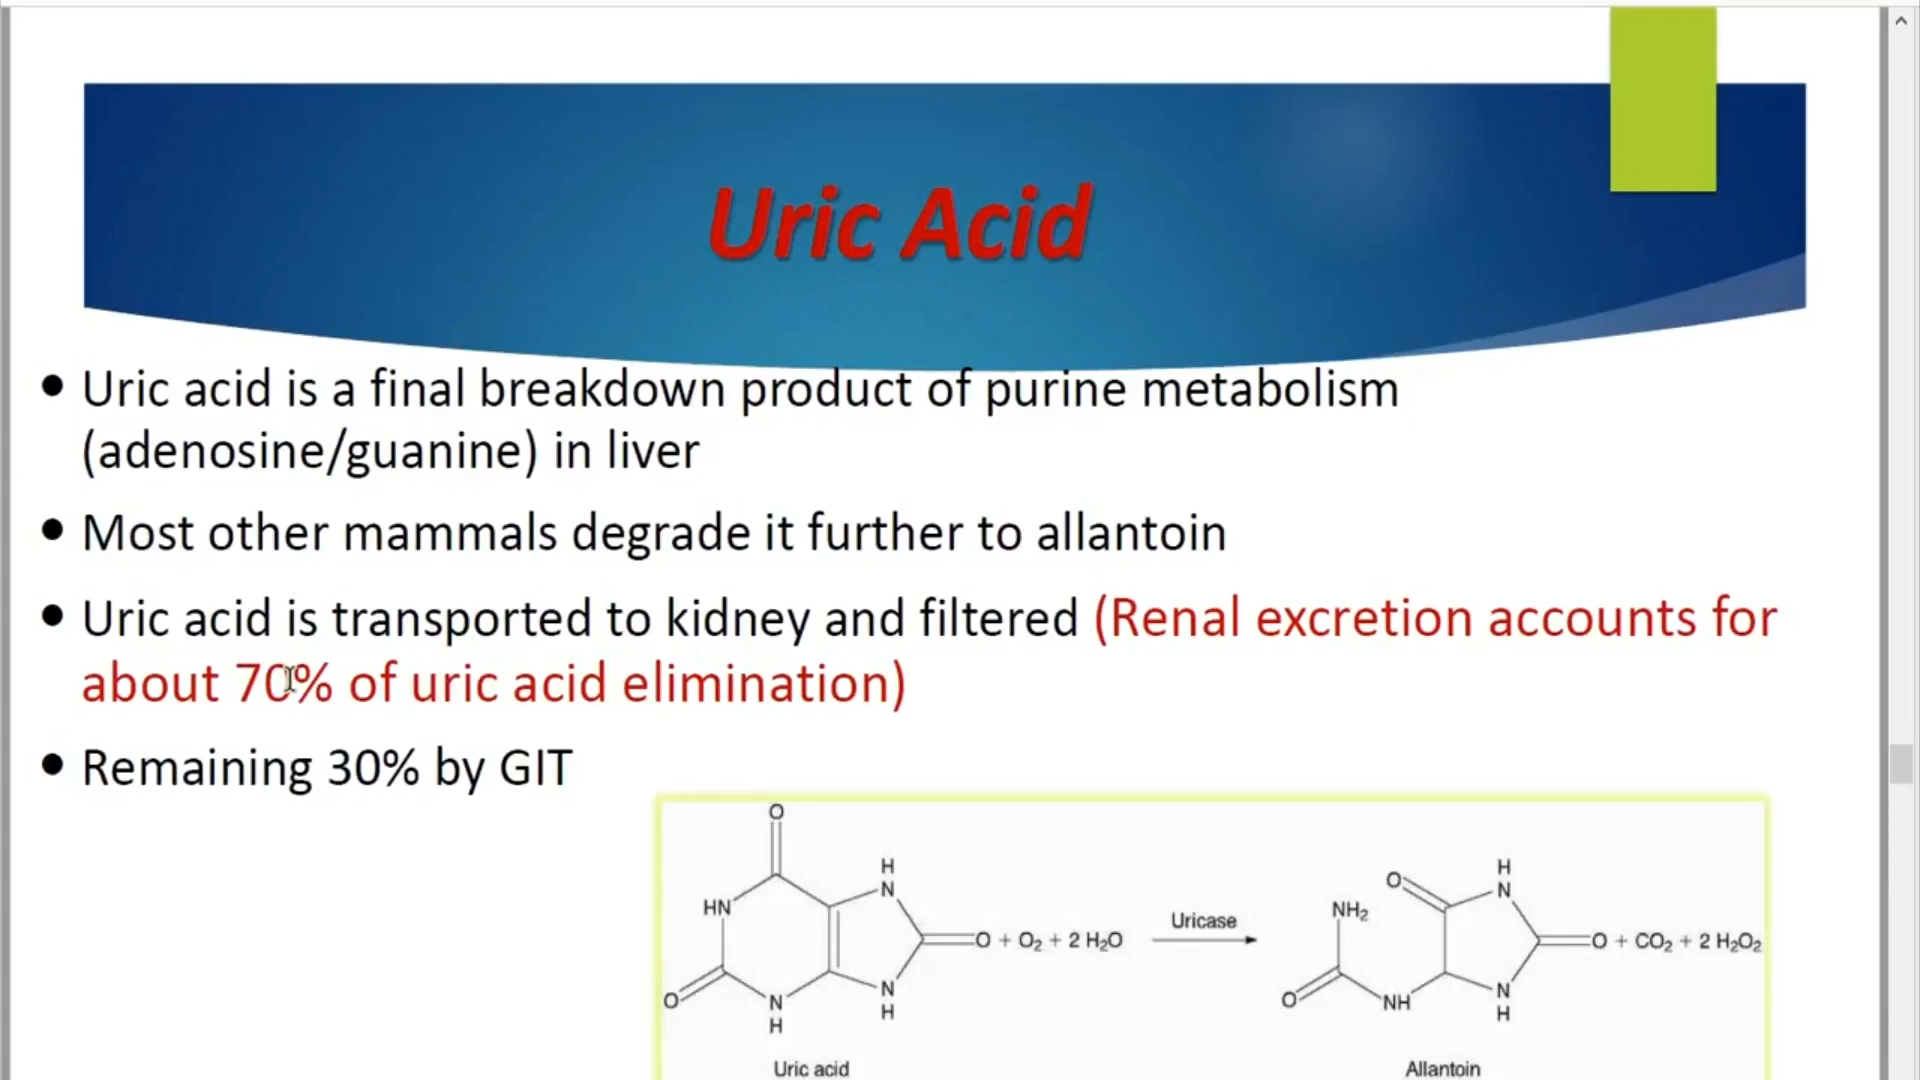 Uric Acid
• Uric acid is a final breakdown product of purine metabolism
(adenosine/guanine) in liver
• Most other mammals degrade it further to allantoin
• Uric acid is transported to kidney and filtered (Renal excretion accounts for
about 70% of uric acid elimination)
• Remaining 30% by GIT
O
H
N
HN
O + O₂ + 2 H₂O
O
N
H
N
H
Uric acid
Uricase
O
H
N
NH₂
O + CO₂ + 2 H₂O₂
O
NH
N
H
Allantoin